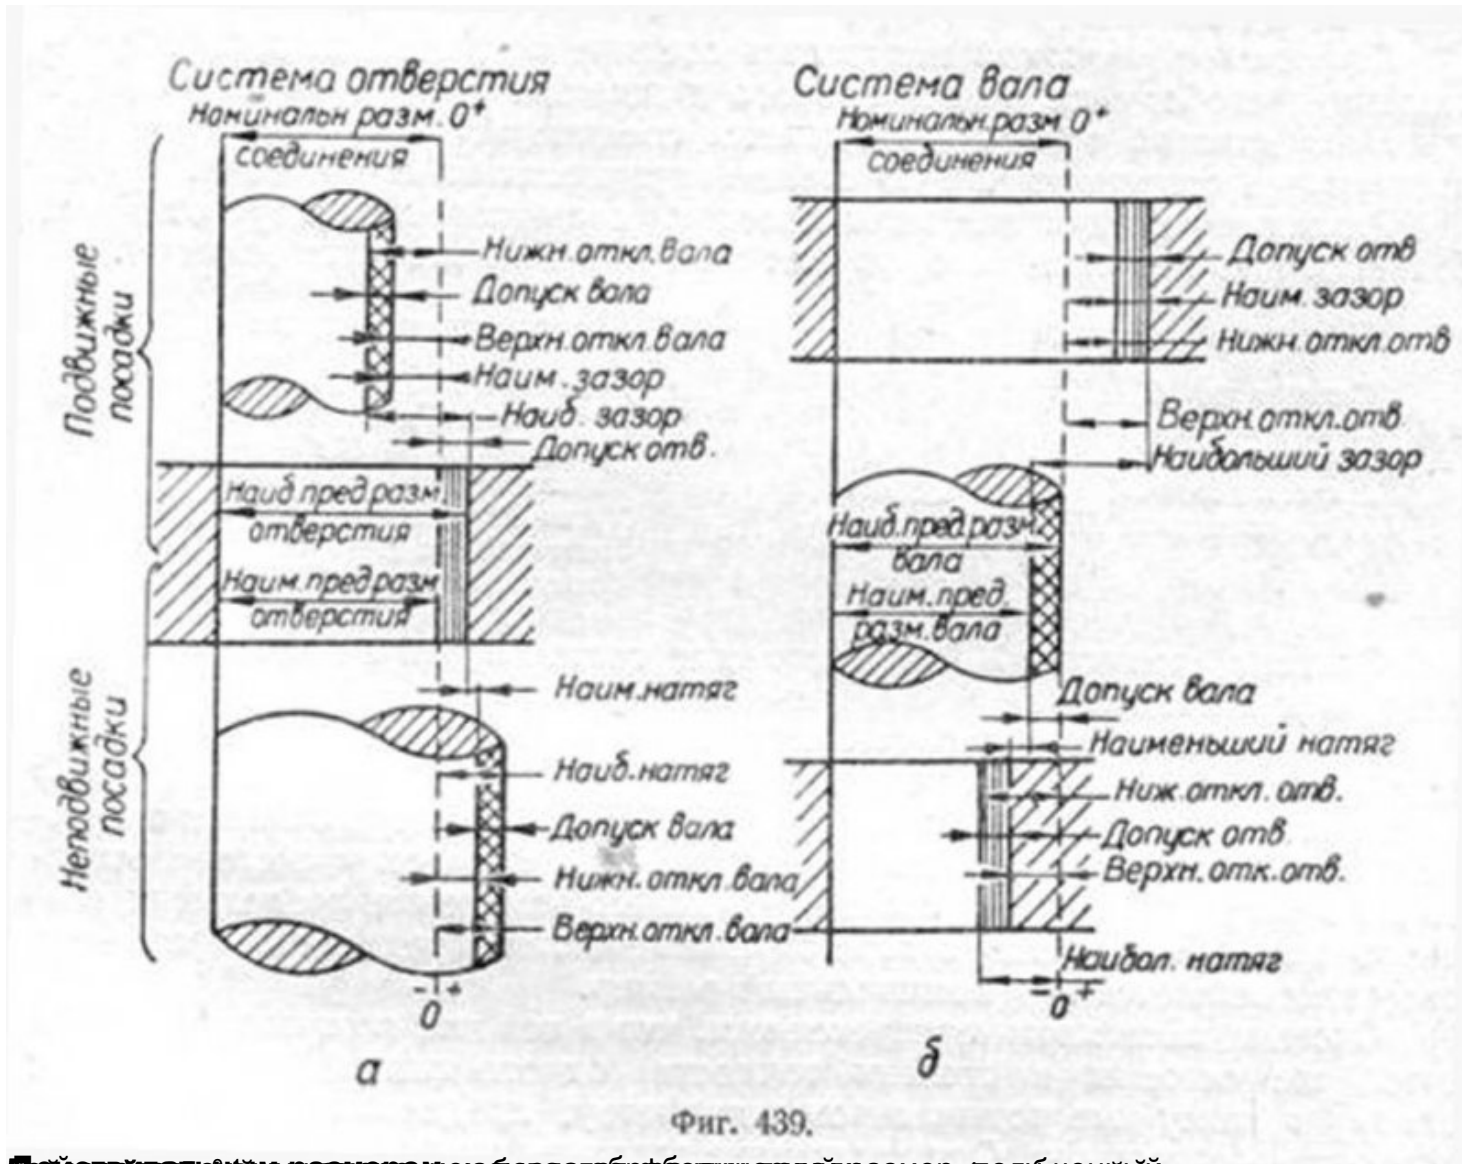 Система отверстия
Номинальн разм. 0+
соединения
Подвижные
посадки
Нижн.откл.вала
Допуск вала
Верхн.откл.вала
Наим.зазор
Наиб. зазор
Допуск отв.
Наиб.пред.разм.
отверстия
Наим.пред.разм
отверстия
Неподвижные
посадки
Наим.натяг
Наиб.натяг
Допуск вала
Нижн.откл.вала
Верхн.откл.вала
- +
0
а
Система вала
Номинальн.разм.0+
соединения
Допуск отв
Наим.зазор
Нижн.откл.отв
Верхн.откл.отв.
Наибольший зазор
Наиб.пред.разм.
вала
Наим.пред.
разм.вала
Допуск вала
Наименьший натяг
Ниж.откл.отв.
Допуск отв
Верхн.отк.отв.
Наибол. натяг
- +
0
б
Фиг. 439.